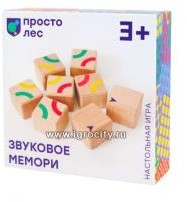 просто
лес
3+
www.igrocity.ru
ЗВУКОВОЕ
МЕМОРИ
НАСТОЛЬНАЯ ИГРА